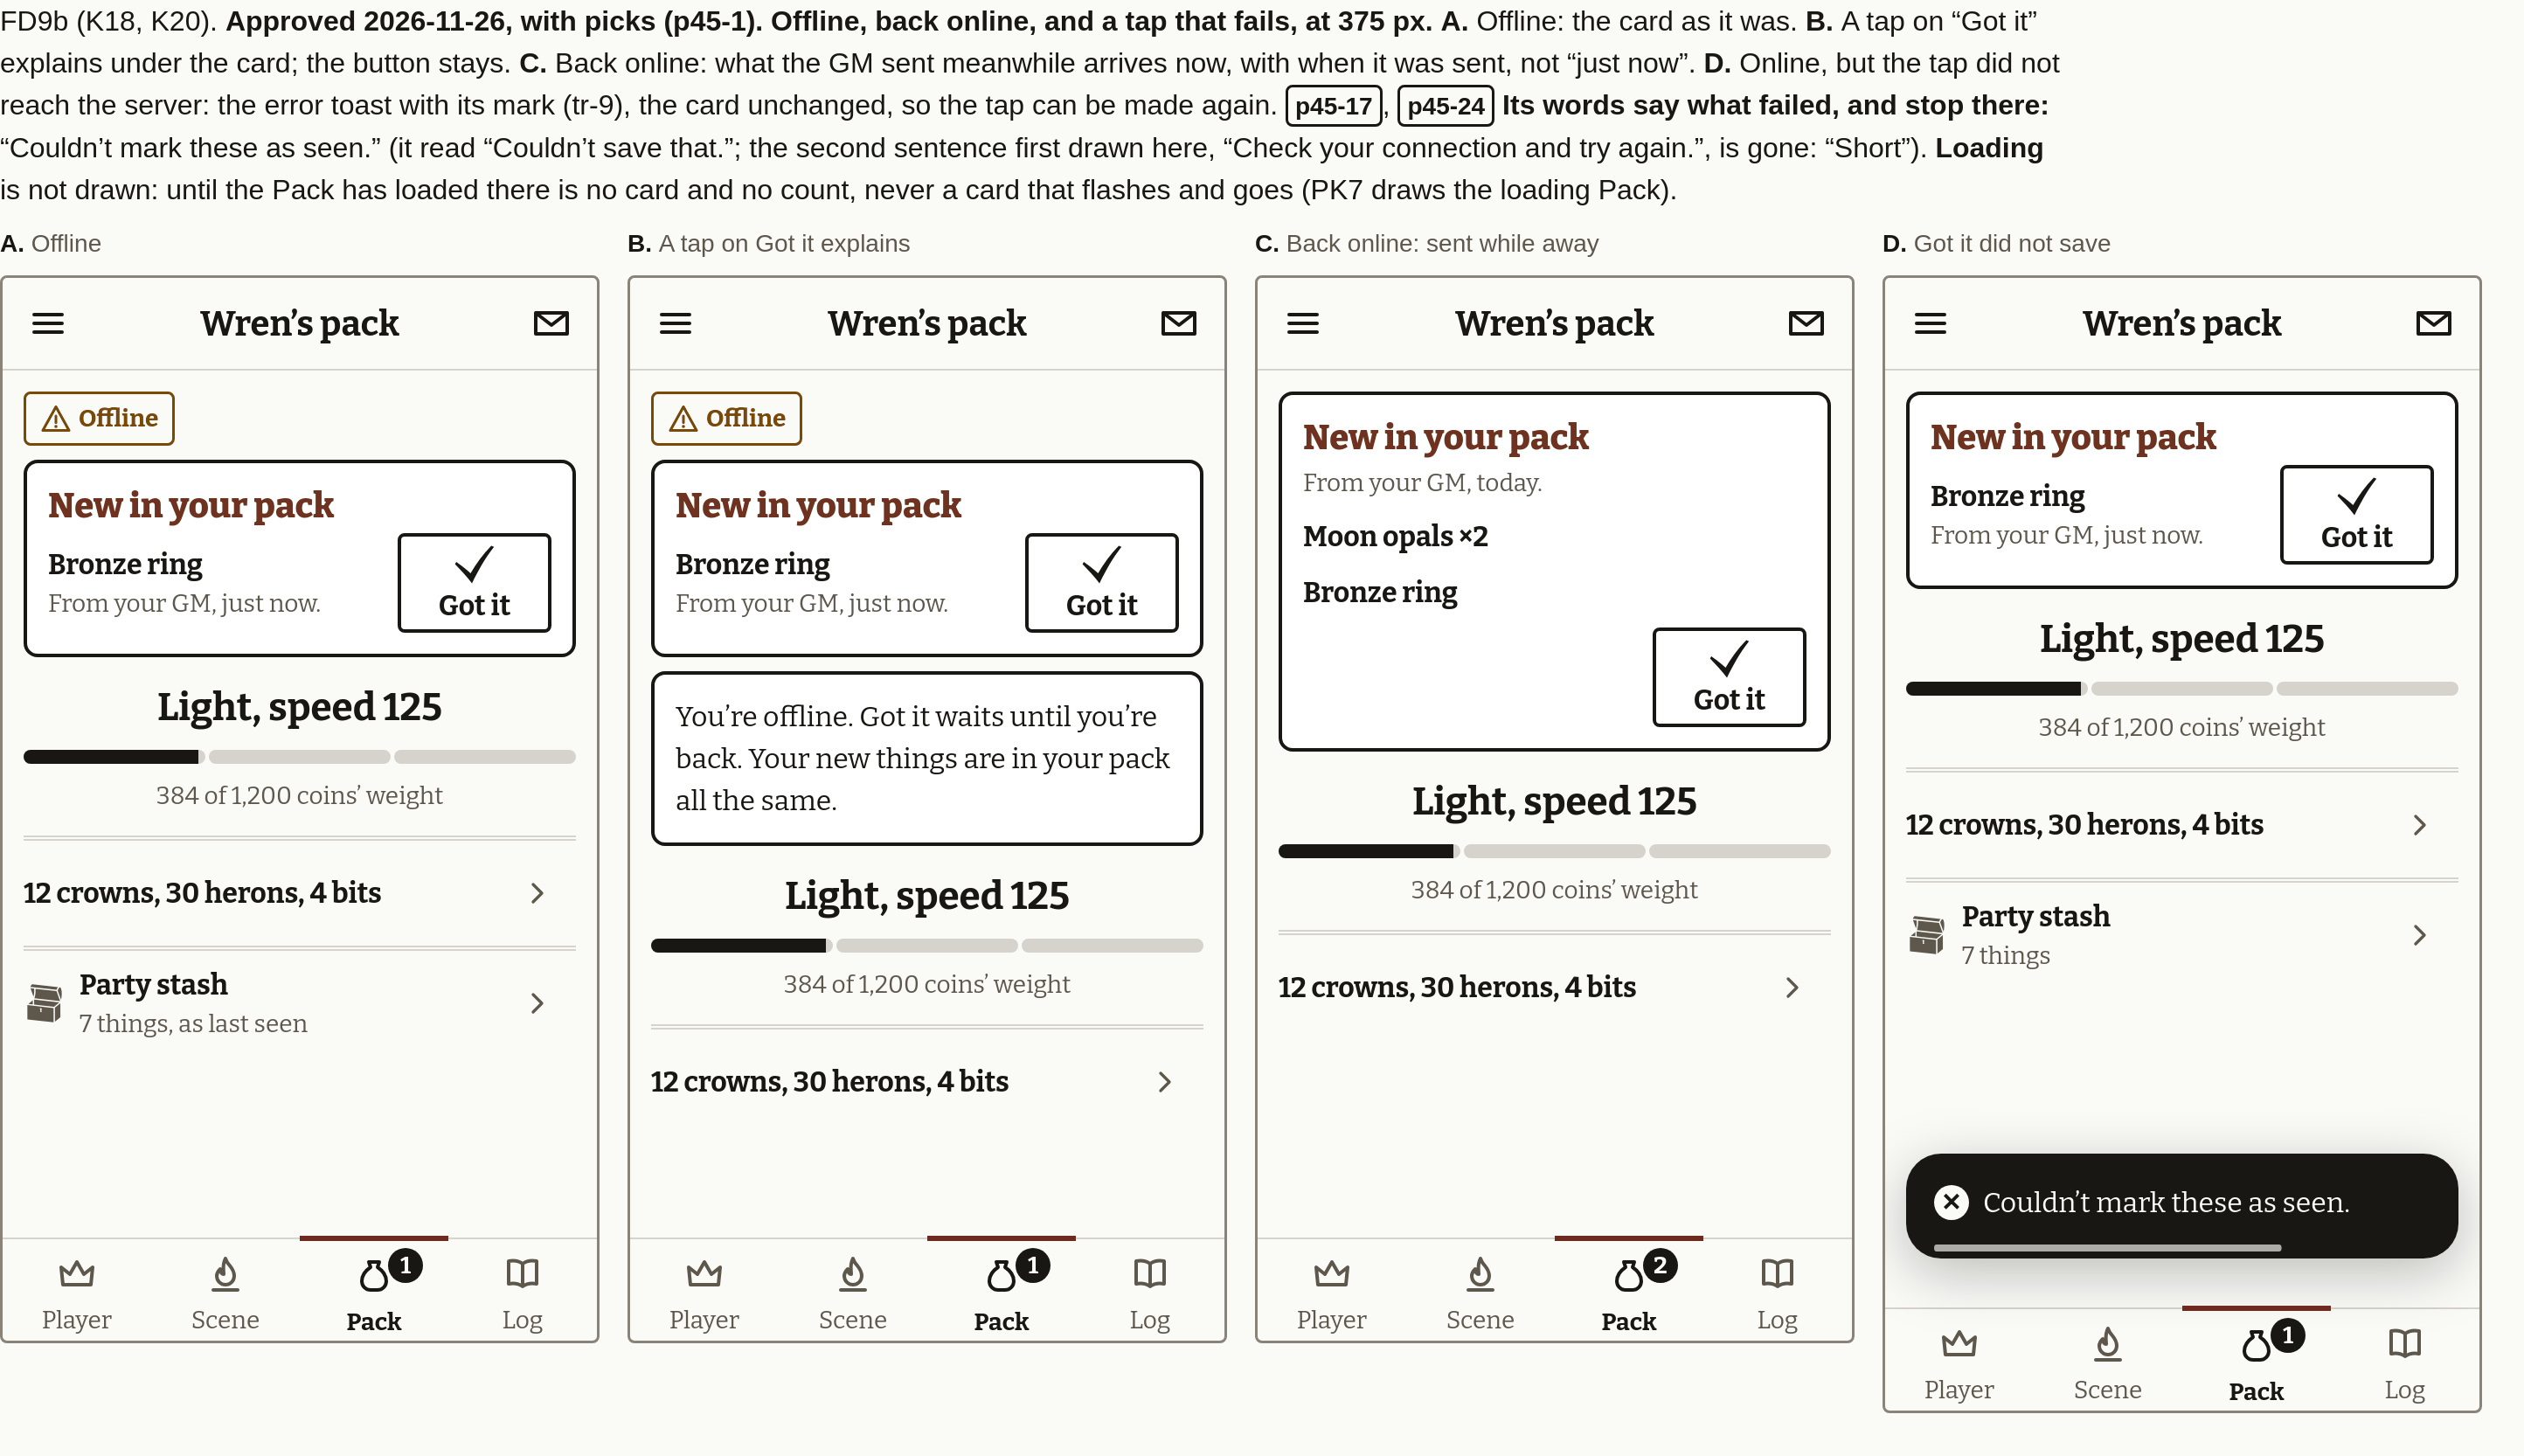 FD9b (K18, K20). Approved 2026-11-26, with picks (p45-1). Offline, back online, and a tap that fails, at 375 px. A. Offline: the card as it was. B. A tap on “Got it”
explains under the card; the button stays. C. Back online: what the GM sent meanwhile arrives now, with when it was sent, not “just now”. D. Online, but the tap did not
reach the server: the error toast with its mark (tr-9), the card unchanged, so the tap can be made again. p45-17, p45-24 Its words say what failed, and stop there:
“Couldn’t mark these as seen.” (it read “Couldn’t save that.”; the second sentence first drawn here, “Check your connection and try again.”, is gone: “Short”). Loading
is not drawn: until the Pack has loaded there is no card and no count, never a card that flashes and goes (PK7 draws the loading Pack).
A. Offline
Wren’s pack
Offline
New in your pack
Bronze ring
From your GM, just now.
Got it
Light, speed 125
384 of 1,200 coins’ weight
12 crowns, 30 herons, 4 bits
Party stash
7 things, as last seen
1
Player
Scene
Pack
Log
B. A tap on Got it explains
Wren’s pack
Offline
New in your pack
Bronze ring
From your GM, just now.
Got it
You’re offline. Got it waits until you’re
back. Your new things are in your pack
all the same.
Light, speed 125
384 of 1,200 coins’ weight
12 crowns, 30 herons, 4 bits
1
Player
Scene
Pack
Log
C. Back online: sent while away
Wren’s pack
New in your pack
From your GM, today.
Moon opals ×2
Bronze ring
Got it
Light, speed 125
384 of 1,200 coins’ weight
12 crowns, 30 herons, 4 bits
2
Player
Scene
Pack
Log
D. Got it did not save
Wren’s pack
New in your pack
Bronze ring
From your GM, just now.
Got it
Light, speed 125
384 of 1,200 coins’ weight
12 crowns, 30 herons, 4 bits
Party stash
7 things
Couldn’t mark these as seen.
1
Player
Scene
Pack
Log